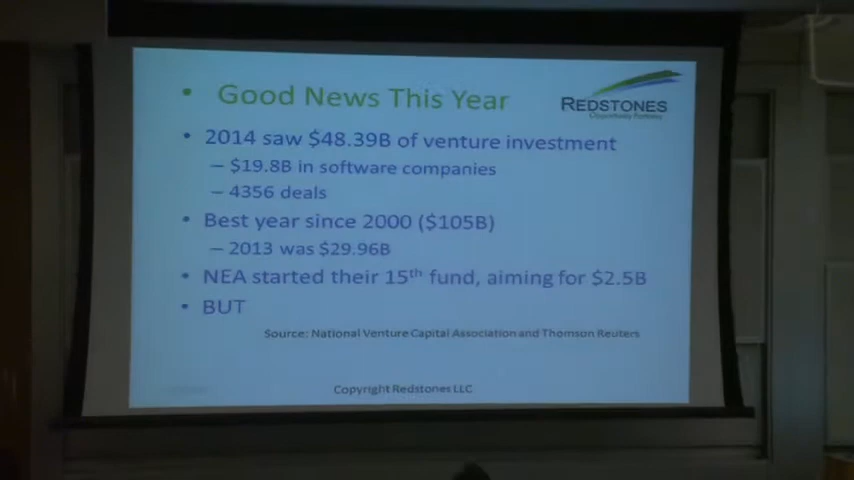 • Good News This Year
REDSTONES
Opportunity Partners
• 2014 saw $48.39B of venture investment
– $19.8B in software companies
– 4356 deals
• Best year since 2000 ($105B)
– 2013 was $29.96B
• NEA started their 15th fund, aiming for $2.5B
• BUT
Source: National Venture Capital Association and Thomson Reuters
Copyright Redstones LLC